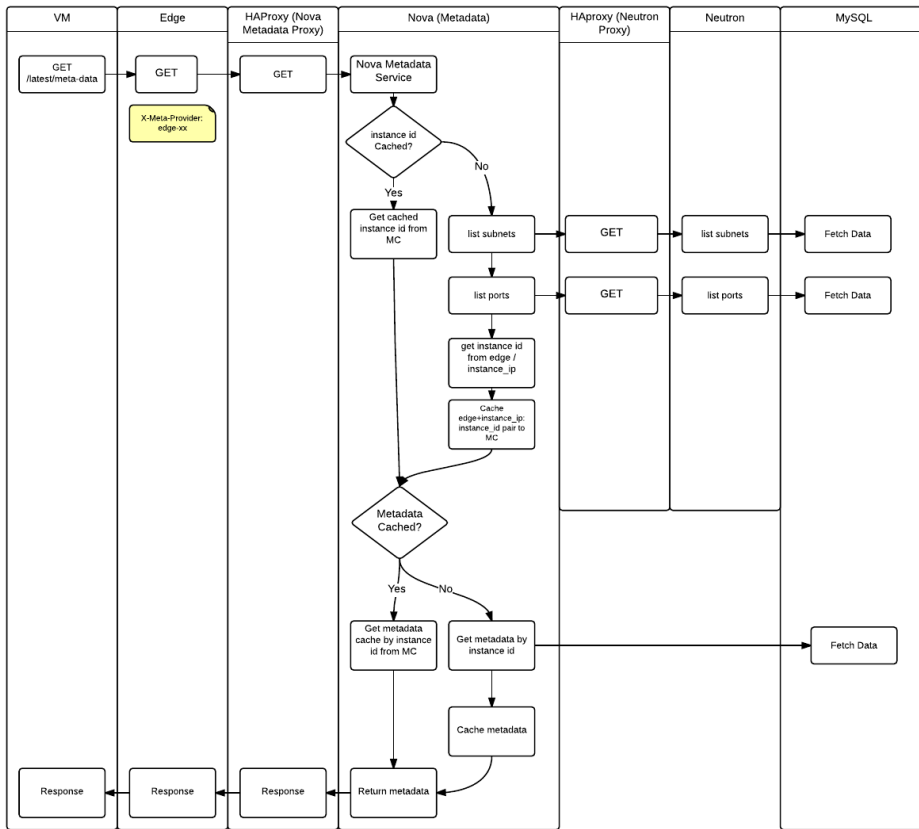 VM
Edge
HAProxy (Nova
Metadata Proxy)
Nova (Metadata)
HAproxy (Neutron
Proxy)
Neutron
MySQL
GET
/latest/meta-data
GET
GET
Nova Metadata
Service
X-Meta-Provider:
edge-xx
instance id
Cached?
No
Yes
Get cached
instance id from
MC
list subnets
GET
list subnets
Fetch Data
list ports
GET
list ports
Fetch Data
get instance id
from edge /
instance_ip
Cache
edge+instance_ip:
instance_id pair to
MC
Metadata
Cached?
Yes
No
Get metadata
cache by instance
id from MC
Get metadata by
instance id
Fetch Data
Cache metadata
Response
Response
Response
Return metadata